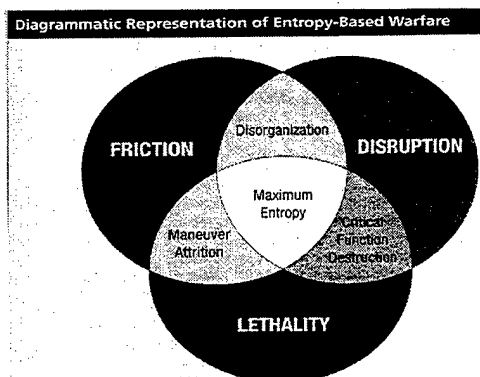 Diagrammatic Representation of Entropy-Based Warfare
Disorganization
FRICTION
DISRUPTION
Maximum
Entropy
Maneuver
Attrition
Critical
Function
Destruction
LETHALITY